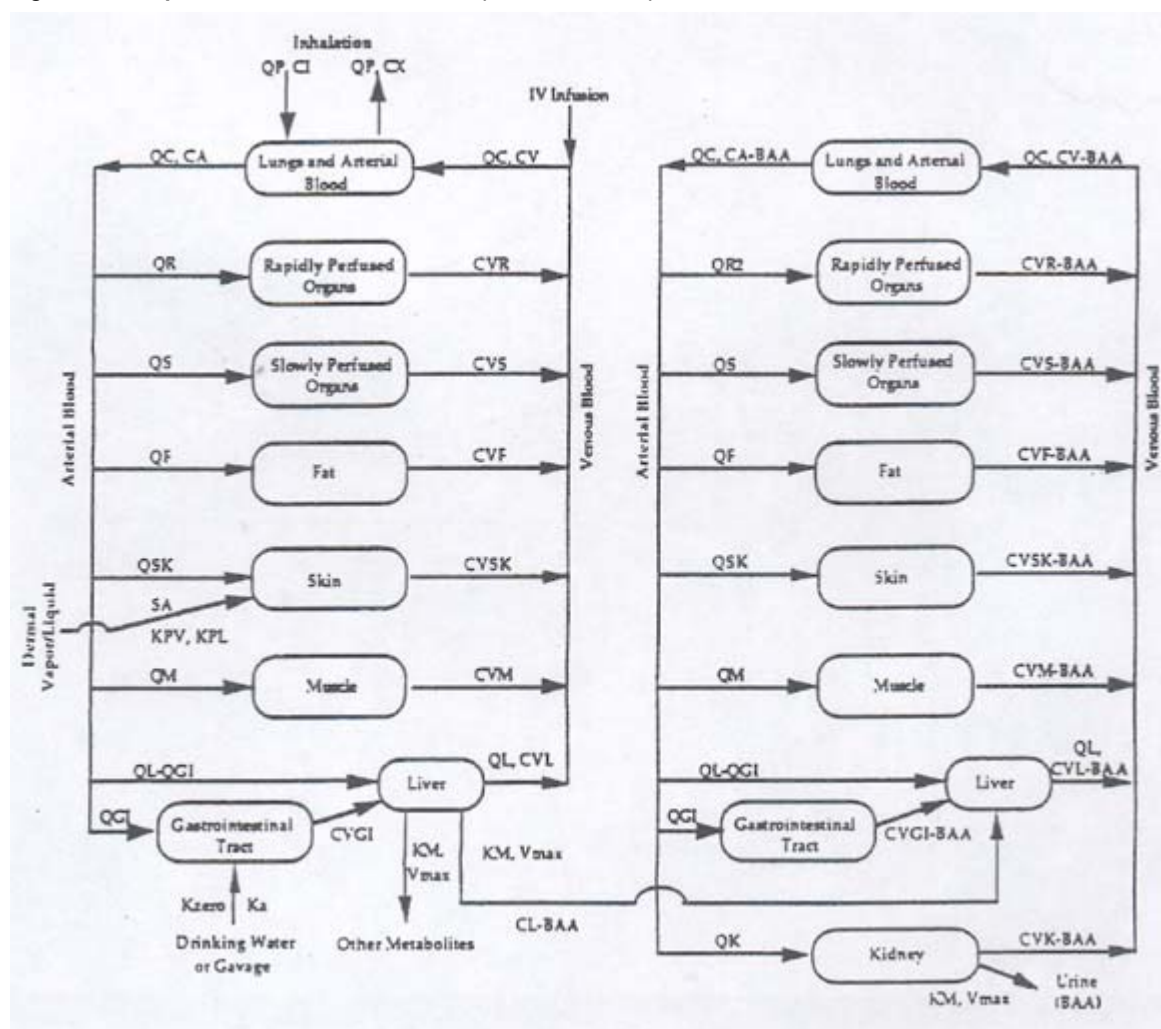 Inhalation
QP, CI
QP, CX
IV Infusion
QC, CA
Lungs and Arterial
Blood
QC, CV
QC, CA-BAA
Lungs and Arterial
Blood
QC, CV-BAA
QR
Rapidly Perfused
Organs
CVR
QR2
Rapidly Perfused
Organs
CVR-BAA
Arterial Blood
QS
Slowly Perfused
Organs
CVS
Venous Blood
Arterial Blood
QS
Slowly Perfused
Organs
CVS-BAA
Venous Blood
QF
Fat
CVF
QF
Fat
CVF-BAA
QSK
Skin
CVSK
QSK
Skin
CVSK-BAA
Dermal
Vapor/Liquid
SA
KPV, KPL
QM
Muscle
CVM
QM
Muscle
CVM-BAA
QL-QGI
Liver
QL, CVL
QL-QGI
Liver
QL,
CVL-BAA
QGI
Gastrointestinal
Tract
CVGI
QGI
Gastrointestinal
Tract
CVGI-BAA
KM,
Vmax
KM, Vmax
Kzero
Ka
CL-BAA
Drinking Water
or Gavage
Other Metabolites
QK
Kidney
CVK-BAA
KM, Vmax
Urine
(BAA)